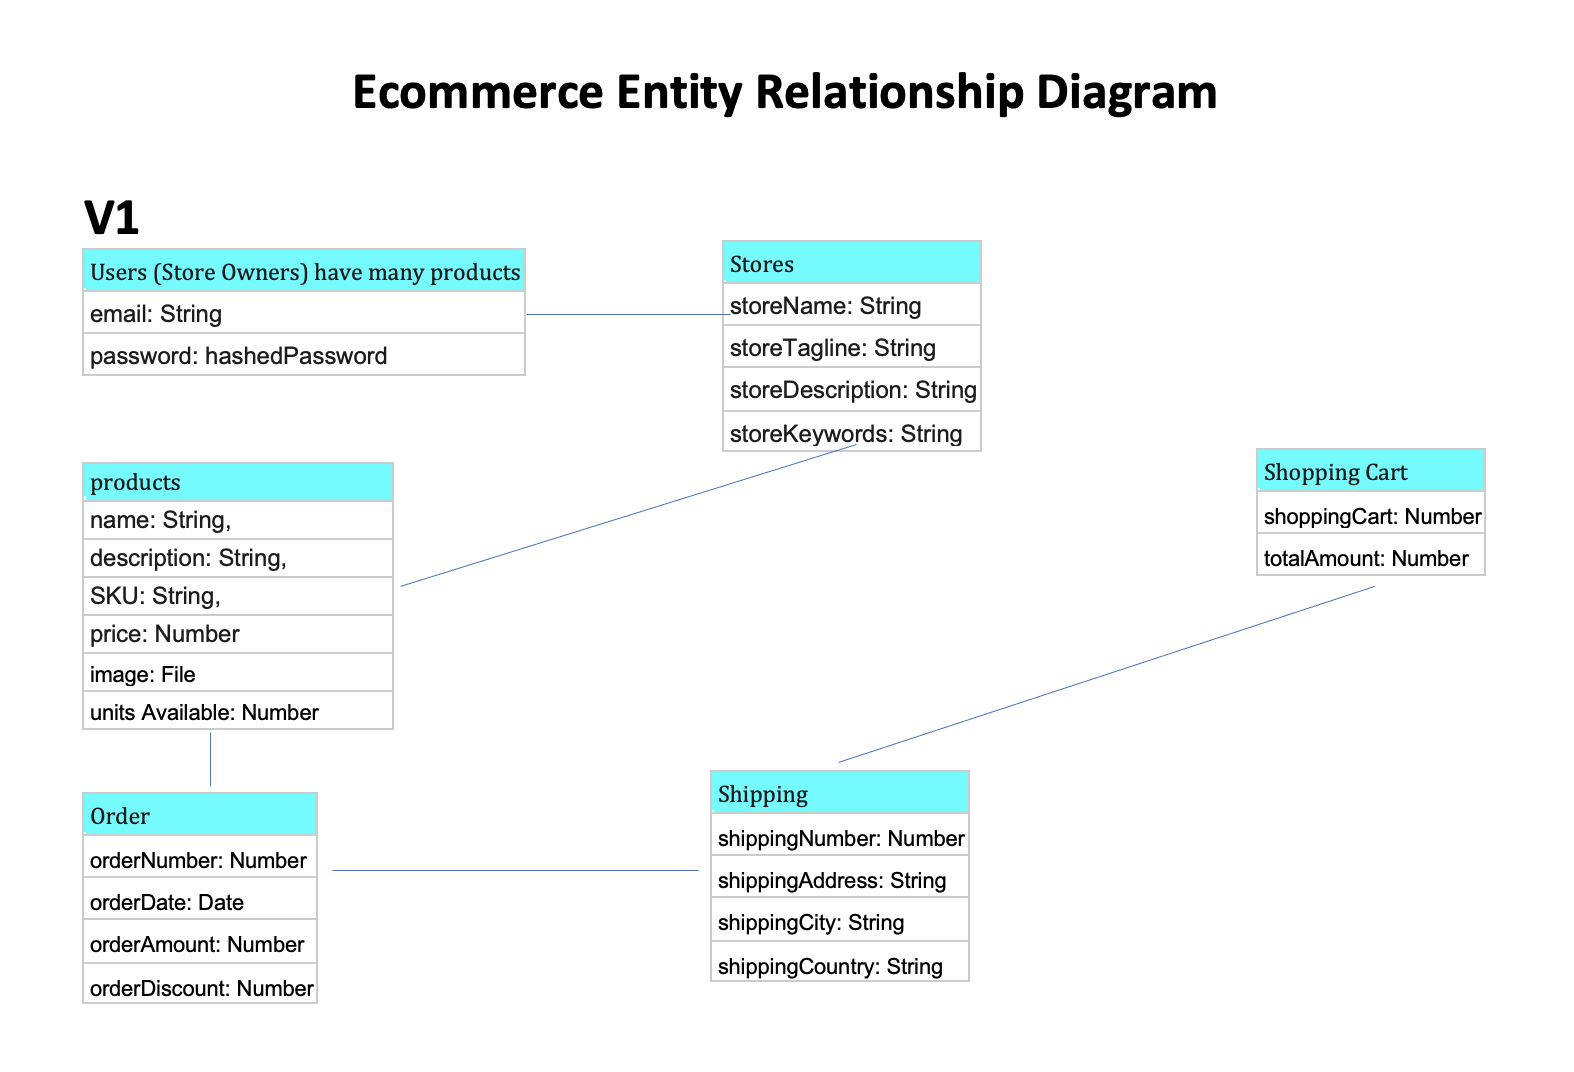 Ecommerce Entity Relationship Diagram
V1
Users (Store Owners) have many products
email: String
password: hashedPassword
Stores
storeName: String
storeTagline: String
storeDescription: String
storeKeywords: String
products
name: String,
description: String,
SKU: String,
price: Number
image: File
units Available: Number
Shopping Cart
shoppingCart: Number
totalAmount: Number
Order
orderNumber: Number
orderDate: Date
orderAmount: Number
orderDiscount: Number
Shipping
shippingNumber: Number
shippingAddress: String
shippingCity: String
shippingCountry: String